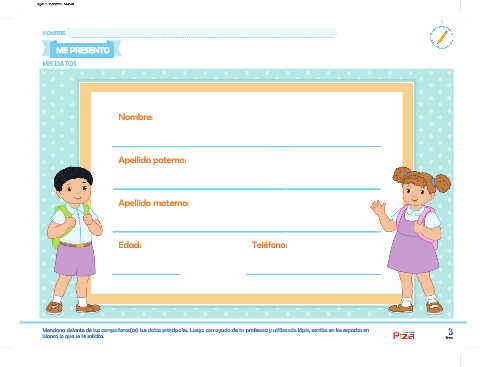 NOMBRE:
ME PRESENTO
MIS DATOS
Nombre:
Apellido paterno:
Apellido materno:
Edad: Teléfono:
Menciona delante de tus compañeros(as) tus datos principales. Luego con ayuda de tu profesora y utilizando lápiz, escribe en los espacios en
blanco lo que se te solicita.
3